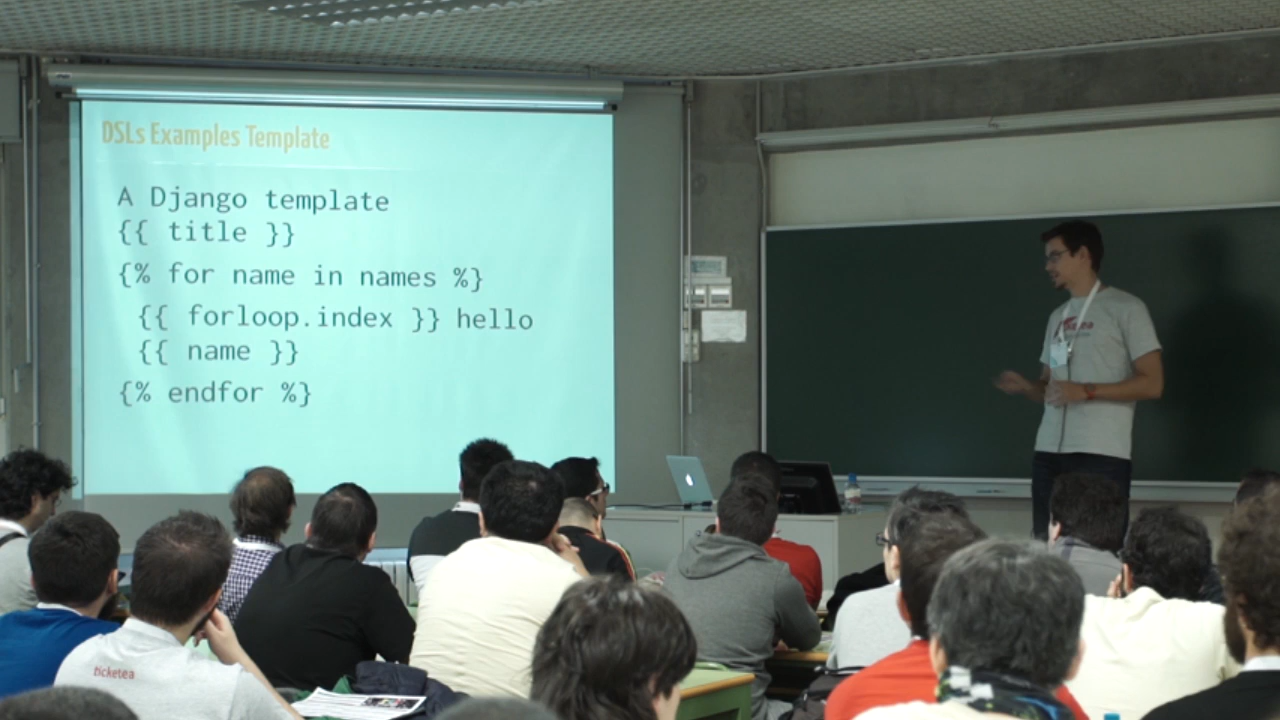 DSLs Examples Template
A Django template
{{ title }}
{% for name in names %}
{{ forloop.index }} hello
{{ name }}
{% endfor %}
ticketea